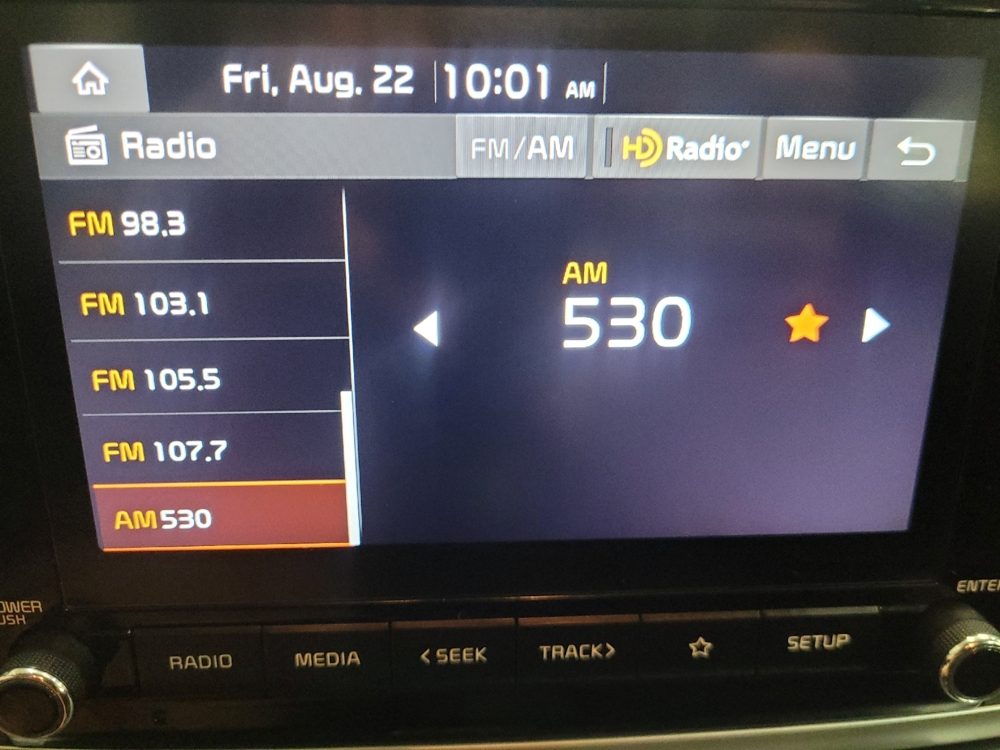 Fri, Aug. 22 10:01 AM
Radio FM/AM HD Radio Menu
FM 98.3
FM 103.1
FM 105.5
FM 107.7
AM 530
AM
530
ENTER
RADIO MEDIA < SEEK TRACK > SETUP